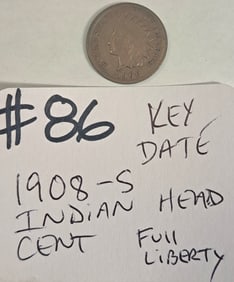 #86
KEY
DATE
1908-S
INDIAN HEAD
CENT
Full
LiBERTY